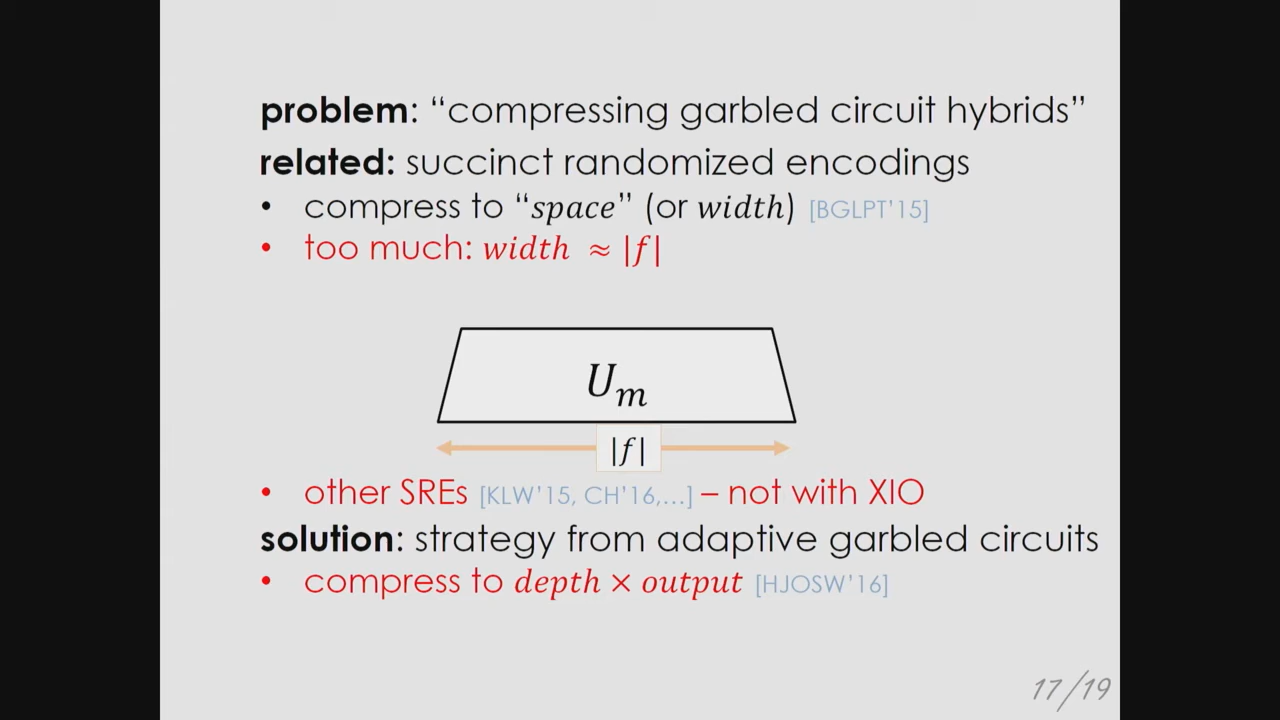 problem: “compressing garbled circuit hybrids”
related: succinct randomized encodings
• compress to “space” (or width) [BGLPT’15]
• too much: width ≈ |f|
U_m
|f|
• other SREs [KLW’15, CH’16,...] – not with XIO
solution: strategy from adaptive garbled circuits
• compress to depth × output [HJOSW’16]
17/19